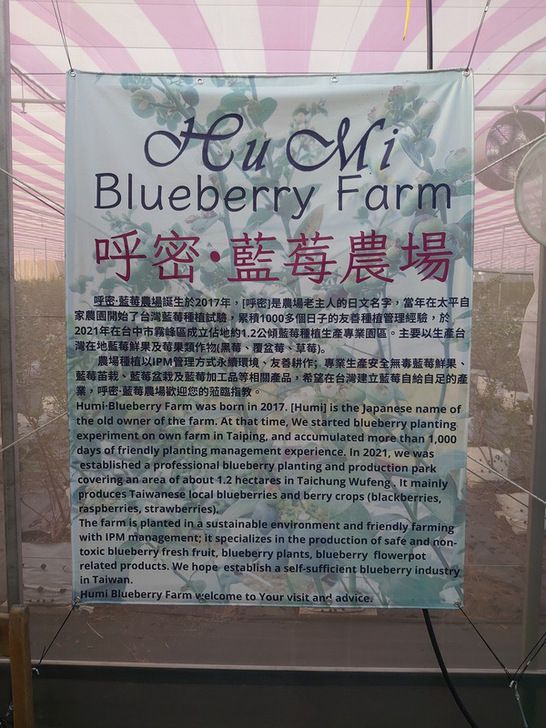 Hu Mi
Blueberry Farm
呼密•藍莓農場
呼密•藍莓農場誕生於2017年，[呼密]是農場老主人的日文名字，當年在太平自
家農園開始了台灣藍莓種植試驗，累積1000多個日子的友善種植管理經驗，於
2021年在台中市霧峰區成立佔地約1.2公傾藍莓種植生產專業園區。主要以生產台
灣在地藍莓鮮果及莓果類作物(黑莓、覆盆莓、草莓)。
農場種植以IPM管理方式永續環境、友善耕作；專業生產安全無毒藍莓鮮果、
藍莓苗栽、藍莓盆栽及藍莓加工品等相關產品，希望在台灣建立藍莓自給自足的產
業，呼密•藍莓農場歡迎您的蒞臨指教。
Humi·Blueberry Farm was born in 2017. [Humi] is the Japanese name of
the old owner of the farm. At that time, We started blueberry planting
experiment on own farm in Taiping, and accumulated more than 1,000
days of friendly planting management experience. In 2021, we was
established a professional blueberry planting and production park
covering an area of about 1.2 hectares in Taichung Wufeng . It mainly
produces Taiwanese local blueberries and berry crops (blackberries,
raspberries, strawberries).
The farm is planted in a sustainable environment and friendly farming
with IPM management; it specializes in the production of safe and non-
toxic blueberry fresh fruit, blueberry plants, blueberry flowerpot
related products. We hope establish a self-sufficient blueberry industry
in Taiwan.
Humi Blueberry Farm welcome to Your visit and advice.